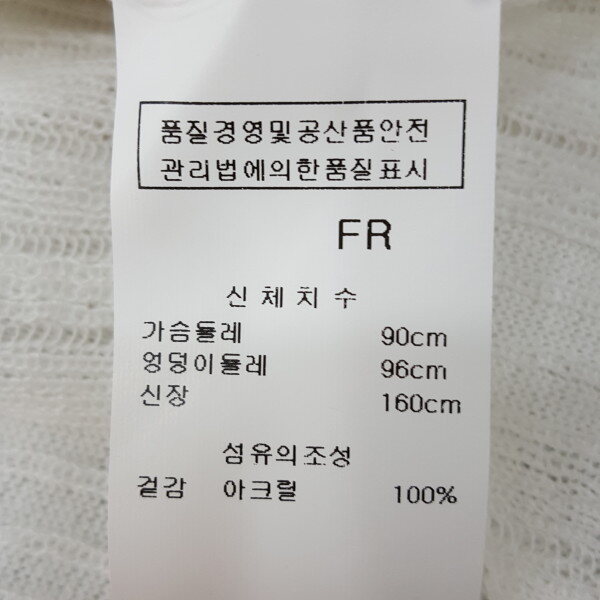 품질경영및공산품안전
관리법에의한품질표시
FR
신체치수
가슴둘레 90cm
엉덩이둘레 96cm
신장 160cm
섬유의조성
겉감 아크릴 100%